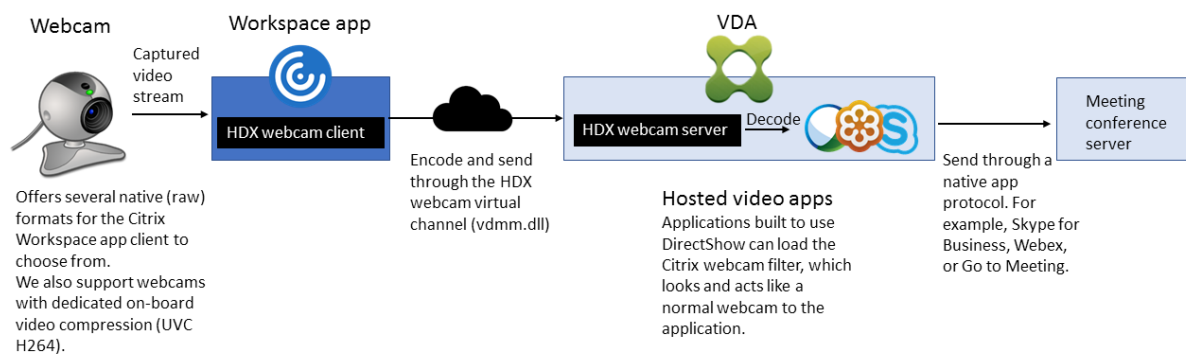 Webcam
Captured
video
stream
Offers several native (raw)
formats for the Citrix
Workspace app client to
choose from.
We also support webcams
with dedicated on-board
video compression (UVC
H264).
Workspace app
HDX webcam client
Encode and send
through the HDX
webcam virtual
channel (vdmm.dll)
VDA
HDX webcam server
Decode
S
Hosted video apps
Applications built to use
DirectShow can load the
Citrix webcam filter, which
looks and acts like a
normal webcam to the
application.
Send through a
native app
protocol. For
example, Skype for
Business, Webex,
or Go to Meeting.
Meeting
conference
server